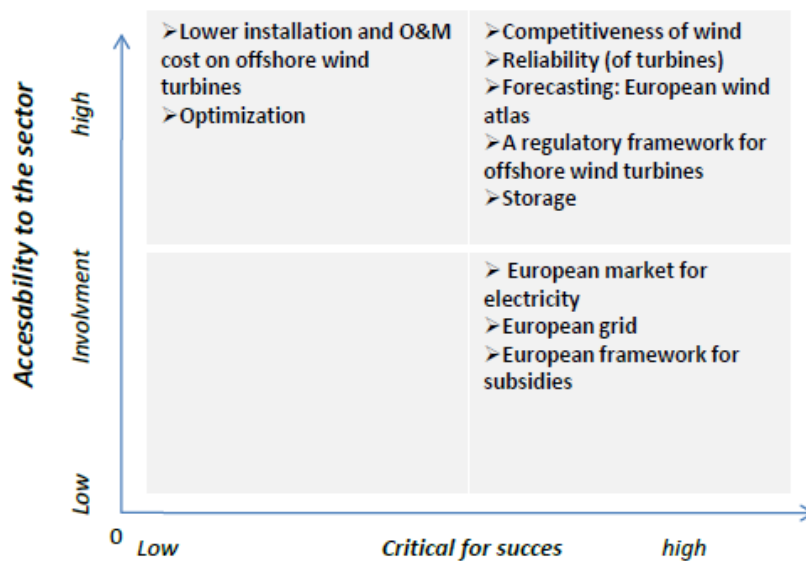 ➢Lower installation and O&M
cost on offshore wind
turbines
➢Optimization
➢Competitiveness of wind
➢Reliability (of turbines)
➢Forecasting: European wind
atlas
➢A regulatory framework for
offshore wind turbines
➢Storage
➢ European market for
electricity
➢European grid
➢European framework for
subsidies
Accesability to the sector
high
Involvment
Low
0
Low
Critical for succes
high